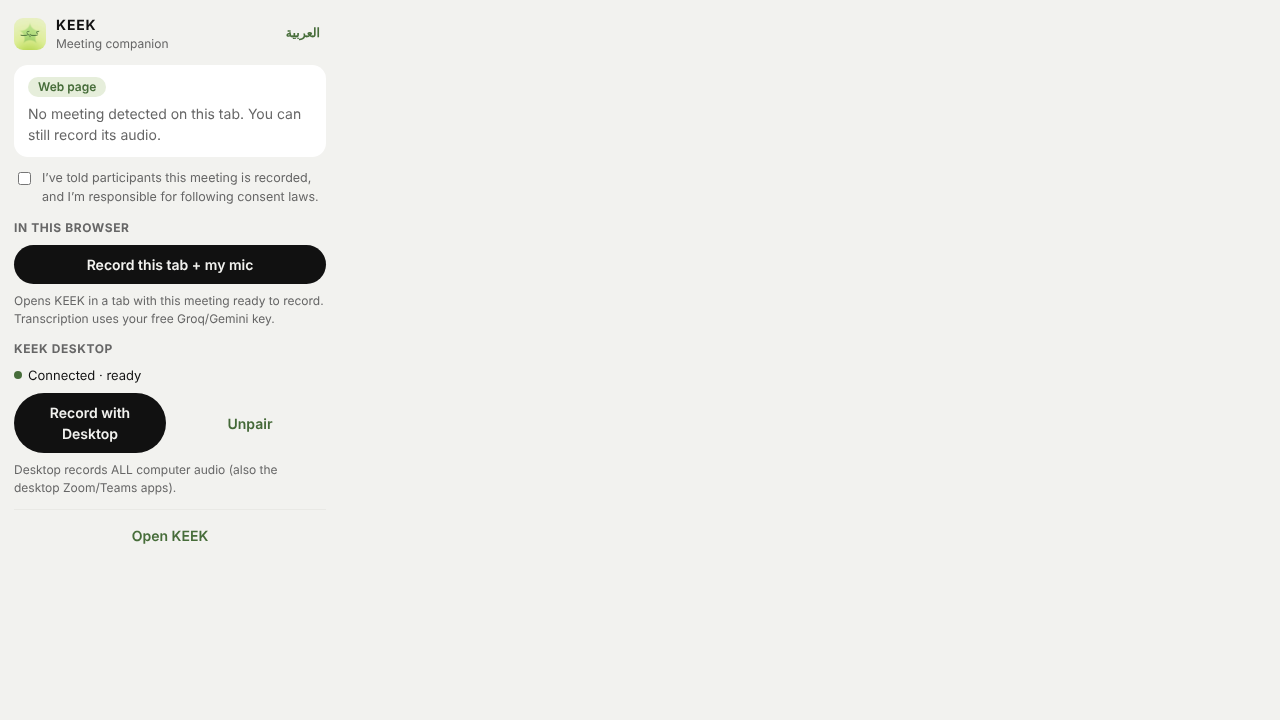 KEEK
Meeting companion
العربية
Web page
No meeting detected on this tab. You can
still record its audio.
I’ve told participants this meeting is recorded,
and I’m responsible for following consent laws.
IN THIS BROWSER
Record this tab + my mic
Opens KEEK in a tab with this meeting ready to record.
Transcription uses your free Groq/Gemini key.
KEEK DESKTOP
Connected · ready
Record with
Desktop
Unpair
Desktop records ALL computer audio (also the
desktop Zoom/Teams apps).
Open KEEK